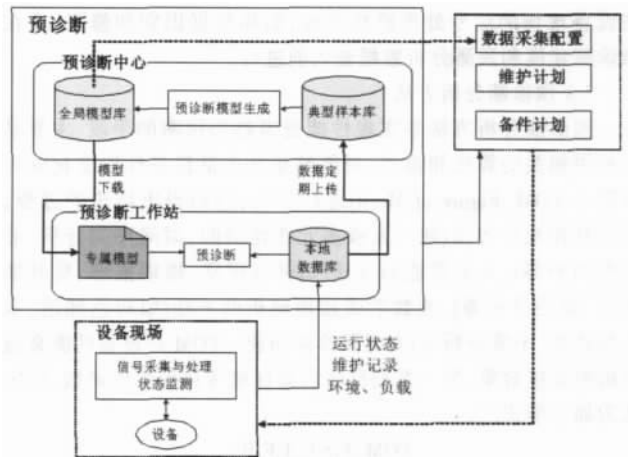 预诊断
预诊断中心
全局模型库
预诊断模型生成
典型样本库
数据采集配置
维护计划
备件计划
模型
下载
数据定
期上传
预诊断工作站
专属模型
预诊断
本地
数据库
设备现场
信号采集与处理
状态监测
设备
运行状态
维护记录
环境、负载